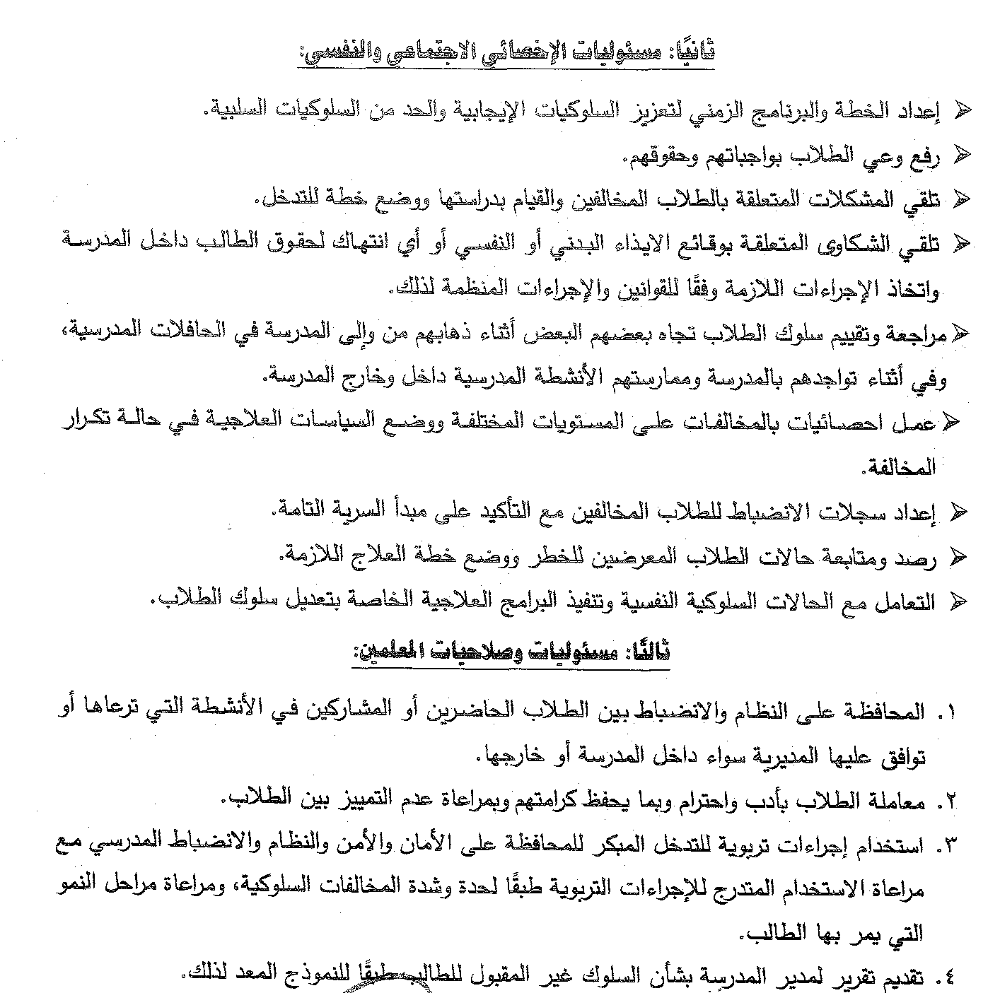 ثانيًا: مسئوليات الإخصائي الاجتماعي والنفسي:
⮚ إعداد الخطة والبرنامج الزمني لتعزيز السلوكيات الإيجابية والحد من السلوكيات السلبية.
⮚ رفع وعي الطلاب بواجباتهم وحقوقهم.
⮚ تلقي المشكلات المتعلقة بالطلاب المخالفين والقيام بدراستها ووضع خطة للتدخل.
⮚ تلقي الشكاوى المتعلقة بوقائع الايذاء البدني أو النفسي أو أي انتهاك لحقوق الطالب داخل المدرسة
واتخاذ الإجراءات اللازمة وفقًا للقوانين والإجراءات المنظمة لذلك.
⮚ مراجعة وتقييم سلوك الطلاب تجاه بعضهم البعض أثناء ذهابهم من وإلى المدرسة في الحافلات المدرسية،
وفي أثناء تواجدهم بالمدرسة وممارستهم الأنشطة المدرسية داخل وخارج المدرسة.
⮚ عمل احصائيات بالمخالفات على المستويات المختلفة ووضع السياسات العلاجية في حالة تكرار
المخالفة.
⮚ إعداد سجلات الانضباط للطلاب المخالفين مع التأكيد على مبدأ السرية التامة.
⮚ رصد ومتابعة حالات الطلاب المعرضين للخطر ووضع خطة العلاج اللازمة.
⮚ التعامل مع الحالات السلوكية النفسية وتنفيذ البرامج العلاجية الخاصة بتعديل سلوك الطلاب.
ثالثًا: مسئوليات وصلاحيات المعلمين:
١. المحافظة على النظام والانضباط بين الطلاب الحاضرين أو المشاركين في الأنشطة التي ترعاها أو
توافق عليها المديرية سواء داخل المدرسة أو خارجها.
٢. معاملة الطلاب بأدب واحترام وبما يحفظ كرامتهم وبمراعاة عدم التمييز بين الطلاب.
٣. استخدام إجراءات تربوية للتدخل المبكر للمحافظة على الأمان والأمن والنظام والانضباط المدرسي مع
مراعاة الاستخدام المتدرج للإجراءات التربوية طبقًا لحدة وشدة المخالفات السلوكية، ومراعاة مراحل النمو
التي يمر بها الطالب.
٤. تقديم تقرير لمدير المدرسة بشأن السلوك غير المقبول للطالب طبقًا للنموذج المعد لذلك.